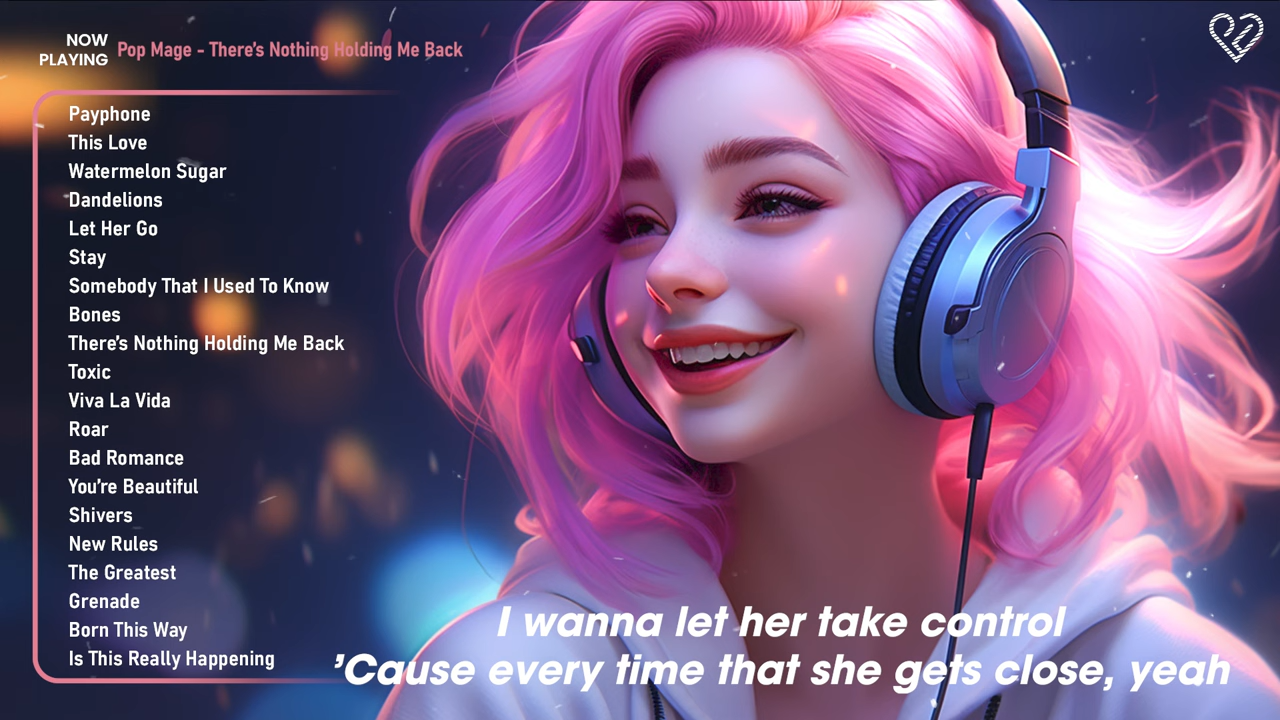 NOW
PLAYING
Pop Mage - There's Nothing Holding Me Back
Payphone
This Love
Watermelon Sugar
Dandelions
Let Her Go
Stay
Somebody That I Used To Know
Bones
There's Nothing Holding Me Back
Toxic
Viva La Vida
Roar
Bad Romance
You're Beautiful
Shivers
New Rules
The Greatest
Grenade
Born This Way
Is This Really Happening
I wanna let her take control
'Cause every time that she gets close, yeah